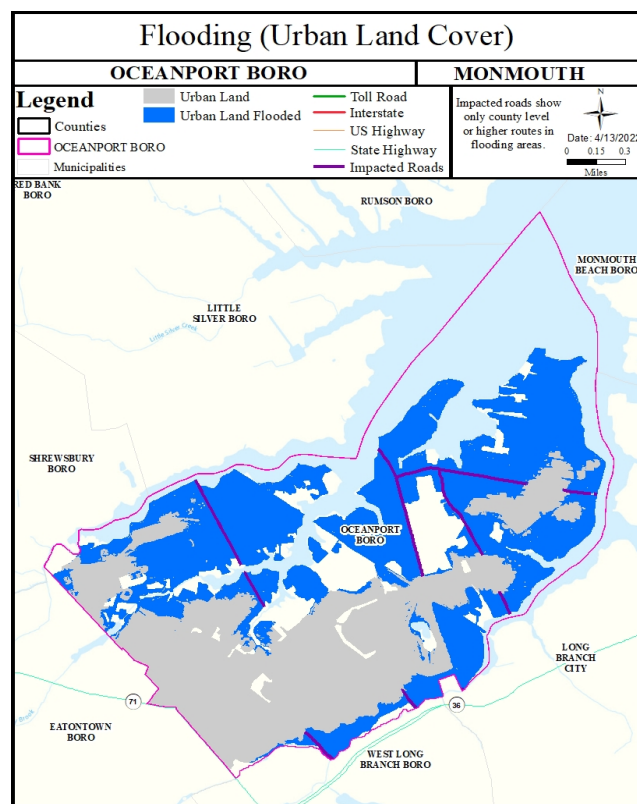 Flooding (Urban Land Cover)
OCEANPORT BORO
MONMOUTH
Legend
Counties
OCEANPORT BORO
Municipalities
Urban Land
Urban Land Flooded
Toll Road
Interstate
US Highway
State Highway
Impacted Roads
Impacted roads show
only county level
or higher routes in
flooding areas.
N
Date: 4/13/2022
0 0.15 0.3
Miles
RED BANK
BORO
RUMSON BORO
MONMOUTH
BEACH BORO
LITTLE
SILVER BORO
Little Silver Creek
SHREWSBURY
BORO
OCEANPORT
BORO
LONG
BRANCH
CITY
71
36
EATONTOWN
BORO
WEST LONG
BRANCH BORO